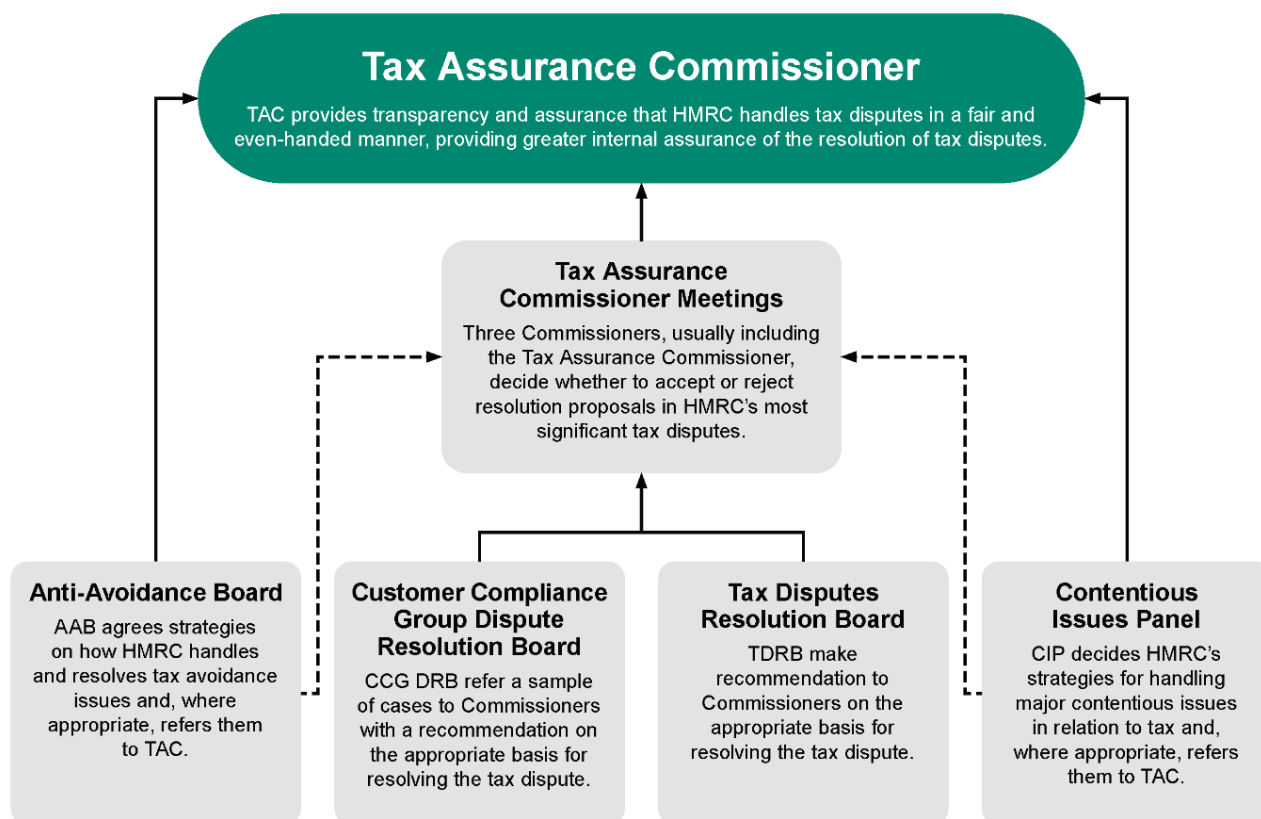 Tax Assurance Commissioner
TAC provides transparency and assurance that HMRC handles tax disputes in a fair and
even-handed manner, providing greater internal assurance of the resolution of tax disputes.
Tax Assurance
Commissioner Meetings
Three Commissioners, usually including
the Tax Assurance Commissioner,
decide whether to accept or reject
resolution proposals in HMRC’s most
significant tax disputes.
Anti-Avoidance Board
AAB agrees strategies
on how HMRC handles
and resolves tax avoidance
issues and, where
appropriate, refers them
to TAC.
Customer Compliance
Group Dispute
Resolution Board
CCG DRB refer a sample
of cases to Commissioners
with a recommendation on
the appropriate basis for
resolving the tax dispute.
Tax Disputes
Resolution Board
TDRB make
recommendation to
Commissioners on the
appropriate basis for
resolving the tax dispute.
Contentious
Issues Panel
CIP decides HMRC’s
strategies for handling
major contentious issues
in relation to tax and,
where appropriate, refers
them to TAC.